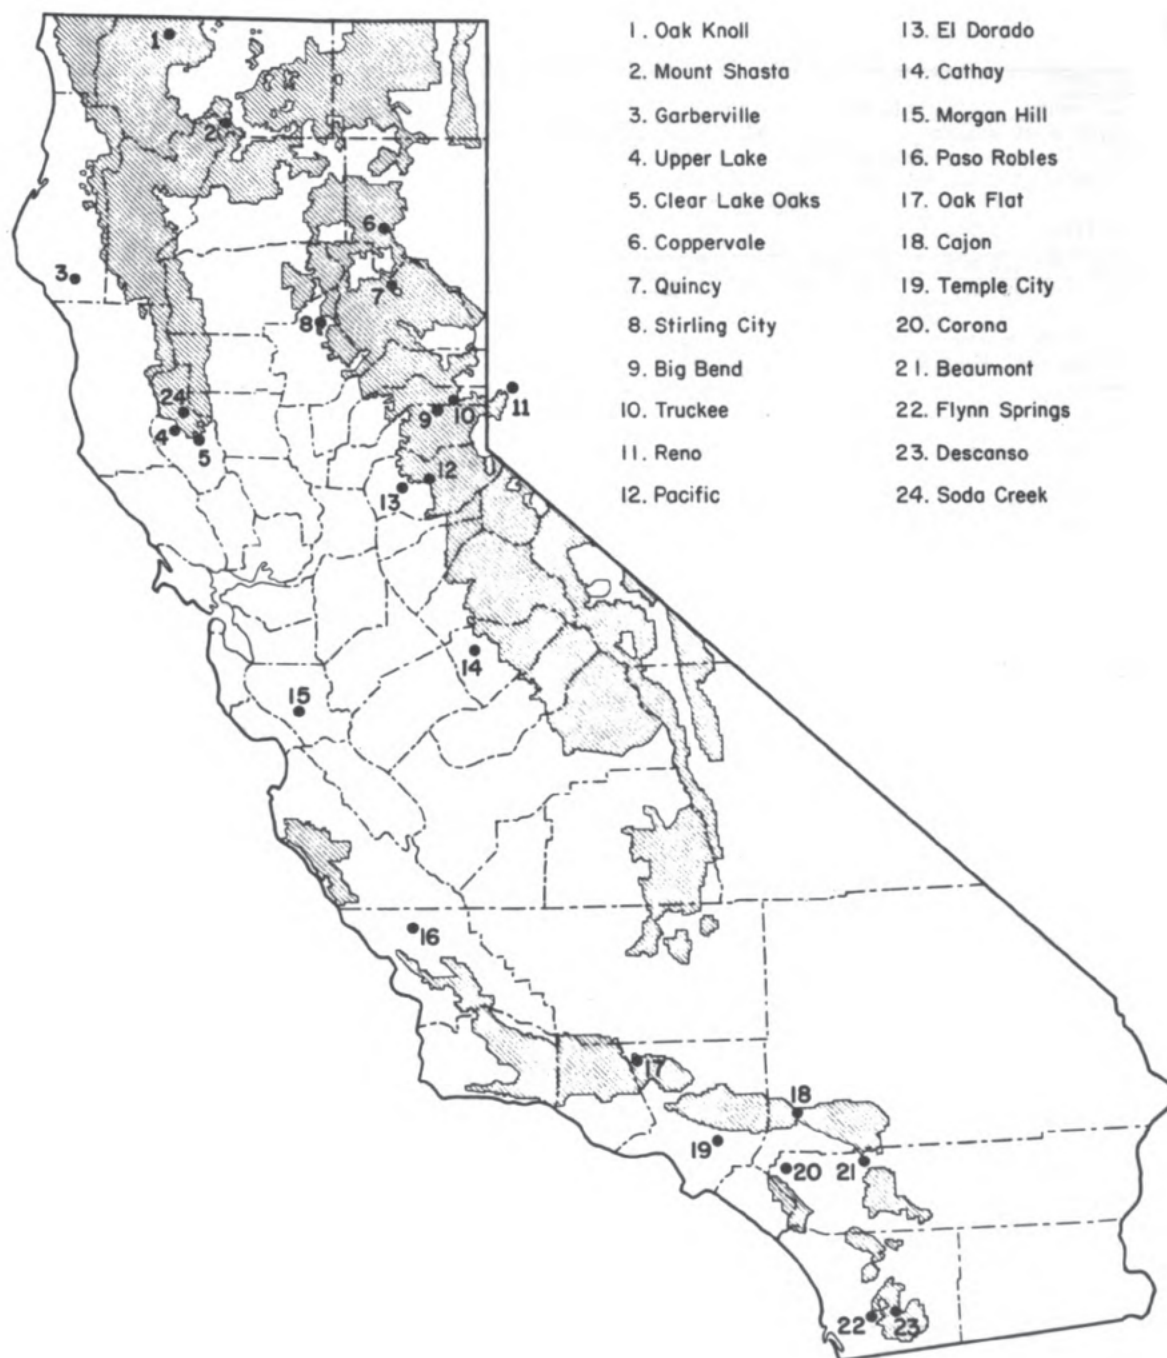 1. Oak Knoll
2. Mount Shasta
3. Garberville
4. Upper Lake
5. Clear Lake Oaks
6. Coppervale
7. Quincy
8. Stirling City
9. Big Bend
10. Truckee
11. Reno
12. Pacific
13. El Dorado
14. Cathay
15. Morgan Hill
16. Paso Robles
17. Oak Flat
18. Cajon
19. Temple City
20. Corona
21. Beaumont
22. Flynn Springs
23. Descanso
24. Soda Creek
1
2
3
6
7
8
24
4
5
9
10
11
12
13
14
15
16
17
18
19
20
21
22
23